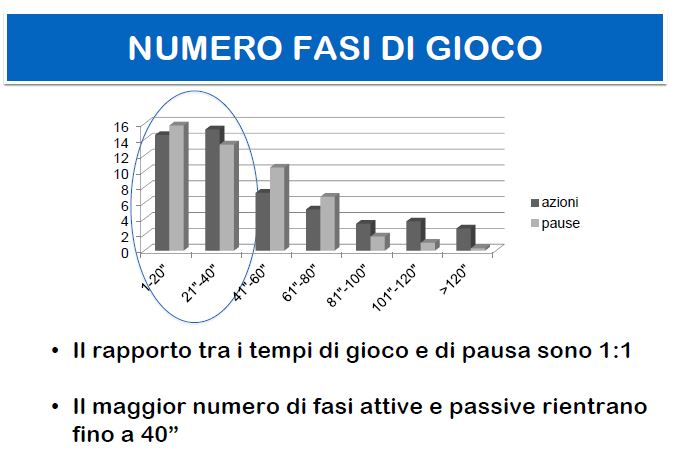 NUMERO FASI DI GIOCO
16
14
12
10
8
6
4
2
0
1-20"
21"-40"
41"-60"
61"-80"
81"-100"
101"-120"
>120"
azioni
pause
• Il rapporto tra i tempi di gioco e di pausa sono 1:1
• Il maggior numero di fasi attive e passive rientrano
fino a 40”